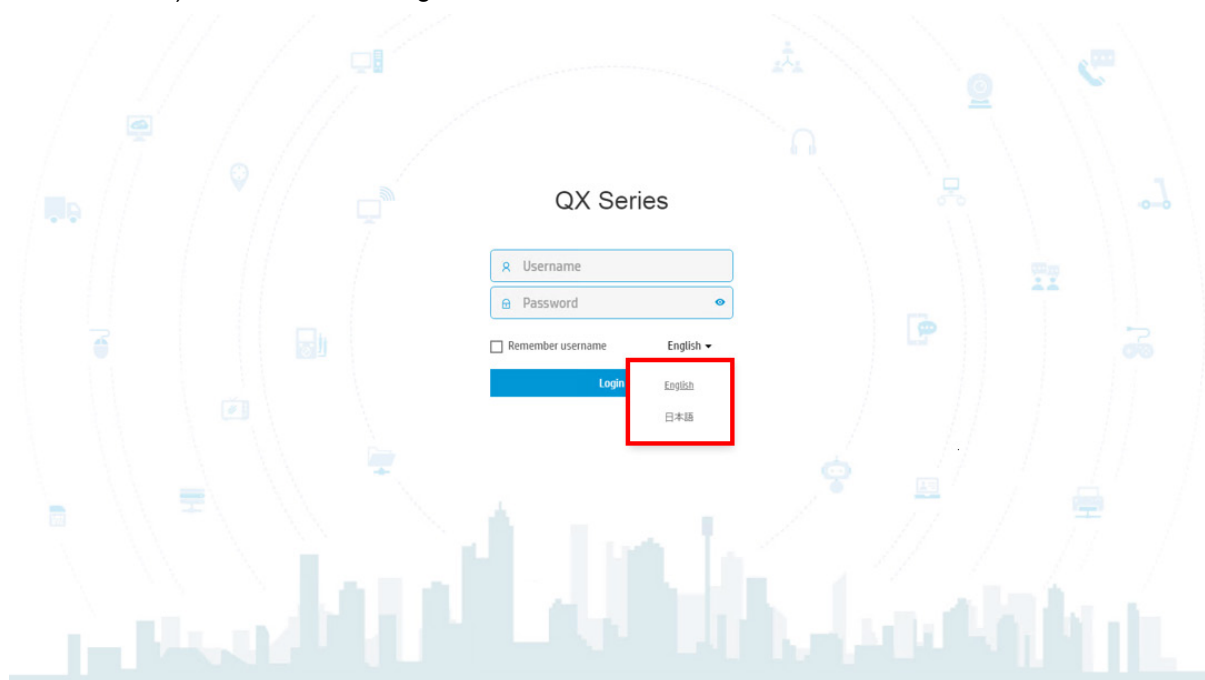 QX Series
Username
Password
Remember username
English
Login
English
日本語